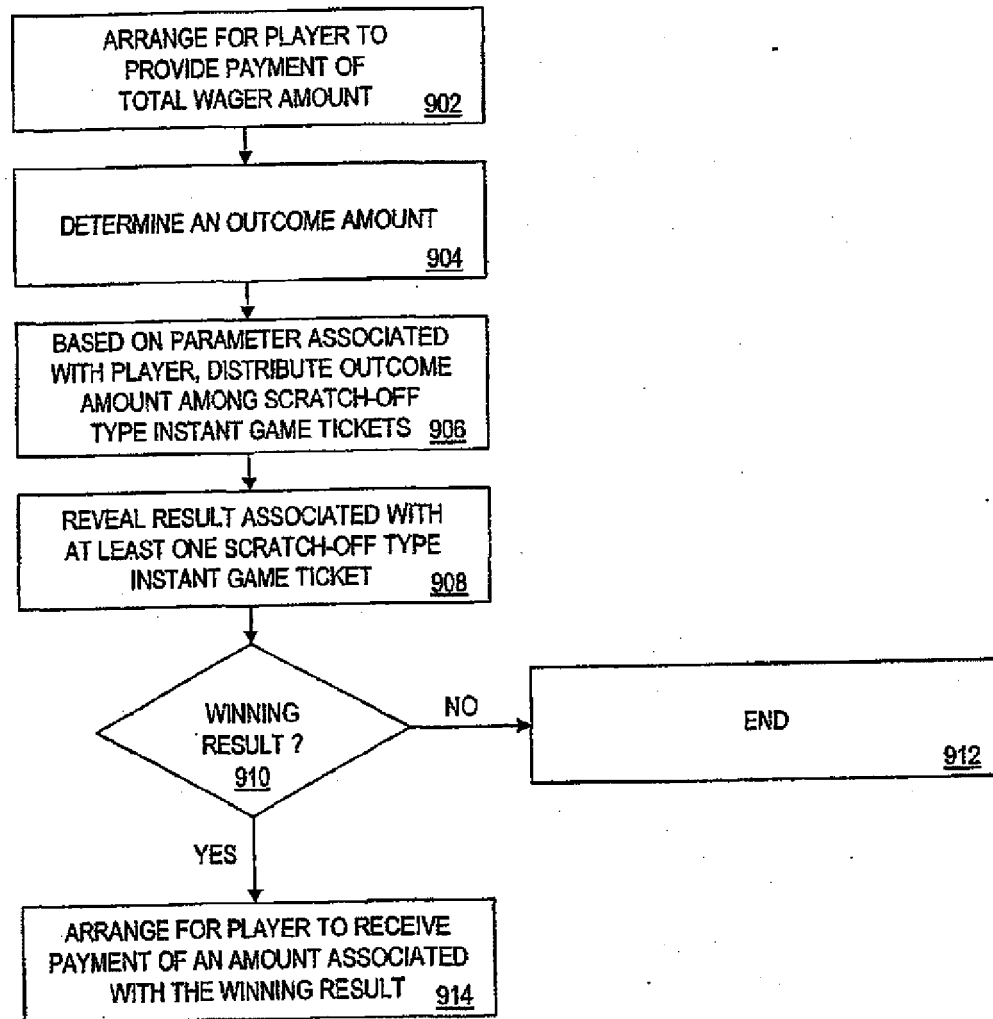 ARRANGE FOR PLAYER TO
PROVIDE PAYMENT OF
TOTAL WAGER AMOUNT 902
DETERMINE AN OUTCOME AMOUNT
904
BASED ON PARAMETER ASSOCIATED
WITH PLAYER, DISTRIBUTE OUTCOME
AMOUNT AMONG SCRATCH-OFF
TYPE INSTANT GAME TICKETS 906
REVEAL RESULT ASSOCIATED WITH
AT LEAST ONE SCRATCH-OFF TYPE
INSTANT GAME TICKET 908
WINNING
RESULT ?
910
NO
END
912
YES
ARRANGE FOR PLAYER TO RECEIVE
PAYMENT OF AN AMOUNT ASSOCIATED
WITH THE WINNING RESULT 914